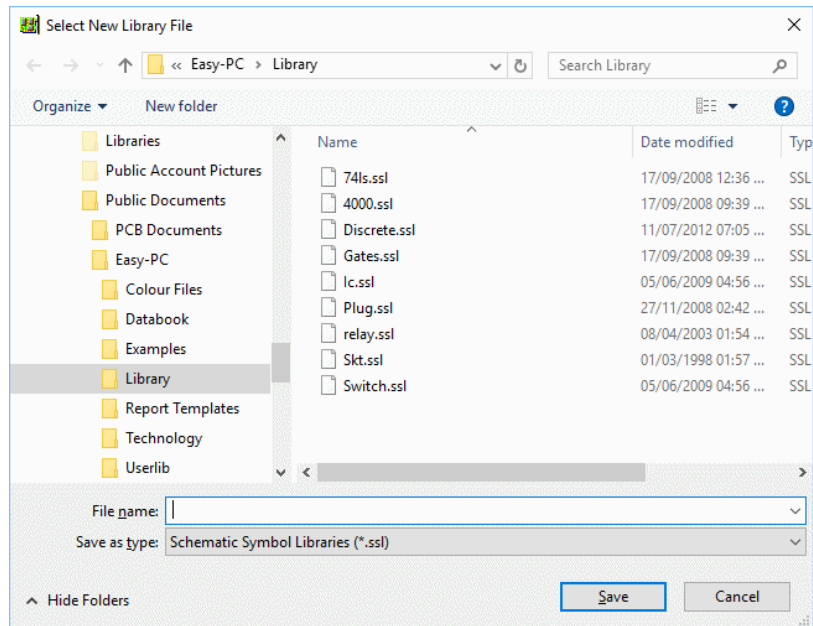 Select New Library File
« Easy-PC > Library
Search Library
Organize
New folder
?
Libraries
Public Account Pictures
Public Documents
PCB Documents
Easy-PC
Colour Files
Databook
Examples
Library
Report Templates
Technology
Userlib
Name Date modified Typ
74ls.ssl 17/09/2008 12:36 ... SSL
4000.ssl 17/09/2008 09:39 ... SSL
Discrete.ssl 11/07/2012 07:05 ... SSL
Gates.ssl 17/09/2008 09:39 ... SSL
Ic.ssl 05/06/2009 04:56 ... SSL
Plug.ssl 27/11/2008 02:42 ... SSL
relay.ssl 08/04/2003 01:54 ... SSL
Skt.ssl 01/03/1998 01:57 ... SSL
Switch.ssl 05/06/2009 04:56 ... SSL
File name:
Save as type: Schematic Symbol Libraries (*.ssl)
Hide Folders
Save
Cancel